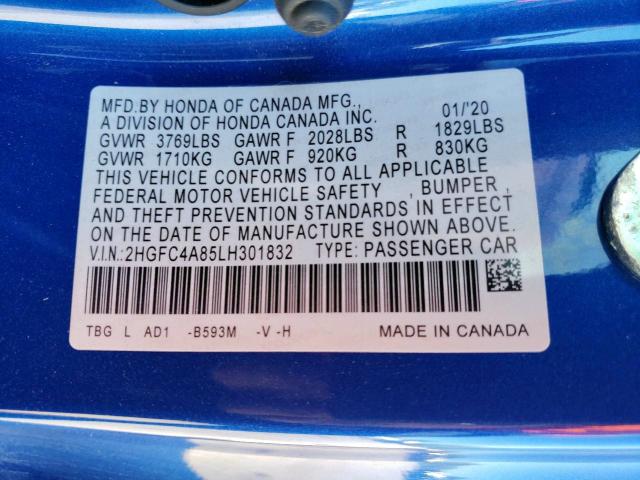 MFD.BY HONDA OF CANADA MFG., 01/'20
A DIVISION OF HONDA CANADA INC.
GVWR 3769LBS GAWR F 2028LBS R 1829LBS
GVWR 1710KG GAWR F 920KG R 830KG
THIS VEHICLE CONFORMS TO ALL APPLICABLE
FEDERAL MOTOR VEHICLE SAFETY , BUMPER ,
AND THEFT PREVENTION STANDARDS IN EFFECT
ON THE DATE OF MANUFACTURE SHOWN ABOVE.
V.I.N.:2HGFC4A85LH301832 TYPE: PASSENGER CAR
TBG L AD1 -B593M -V -H MADE IN CANADA